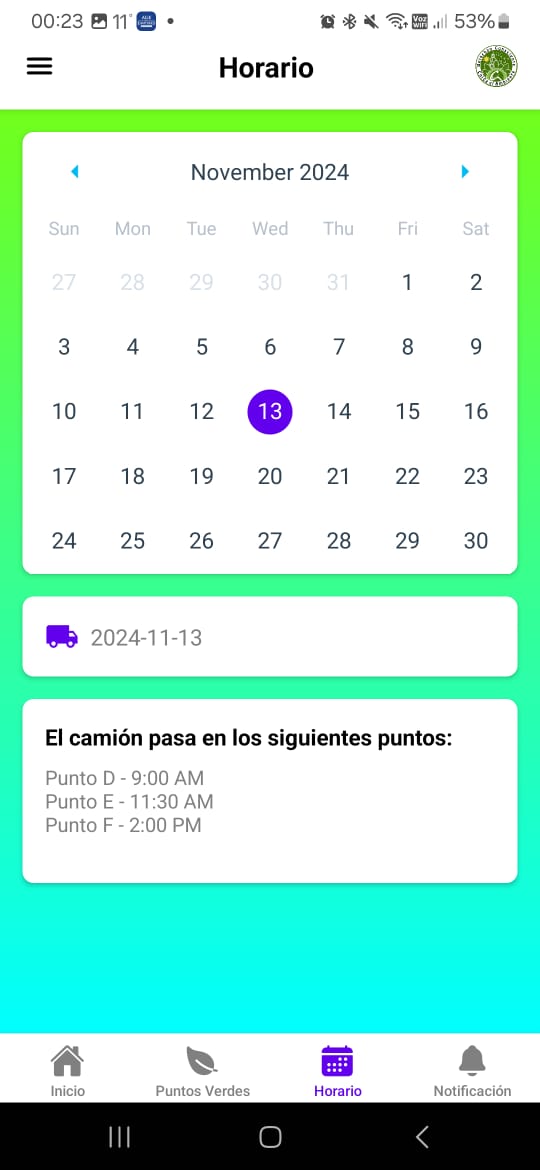 00:23 11°
Voz WiFi 53%
Horario
November 2024
Sun Mon Tue Wed Thu Fri Sat
27 28 29 30 31 1 2
3 4 5 6 7 8 9
10 11 12 13 14 15 16
17 18 19 20 21 22 23
24 25 26 27 28 29 30
2024-11-13
El camión pasa en los siguientes puntos:
Punto D - 9:00 AM
Punto E - 11:30 AM
Punto F - 2:00 PM
Inicio Puntos Verdes Horario Notificación